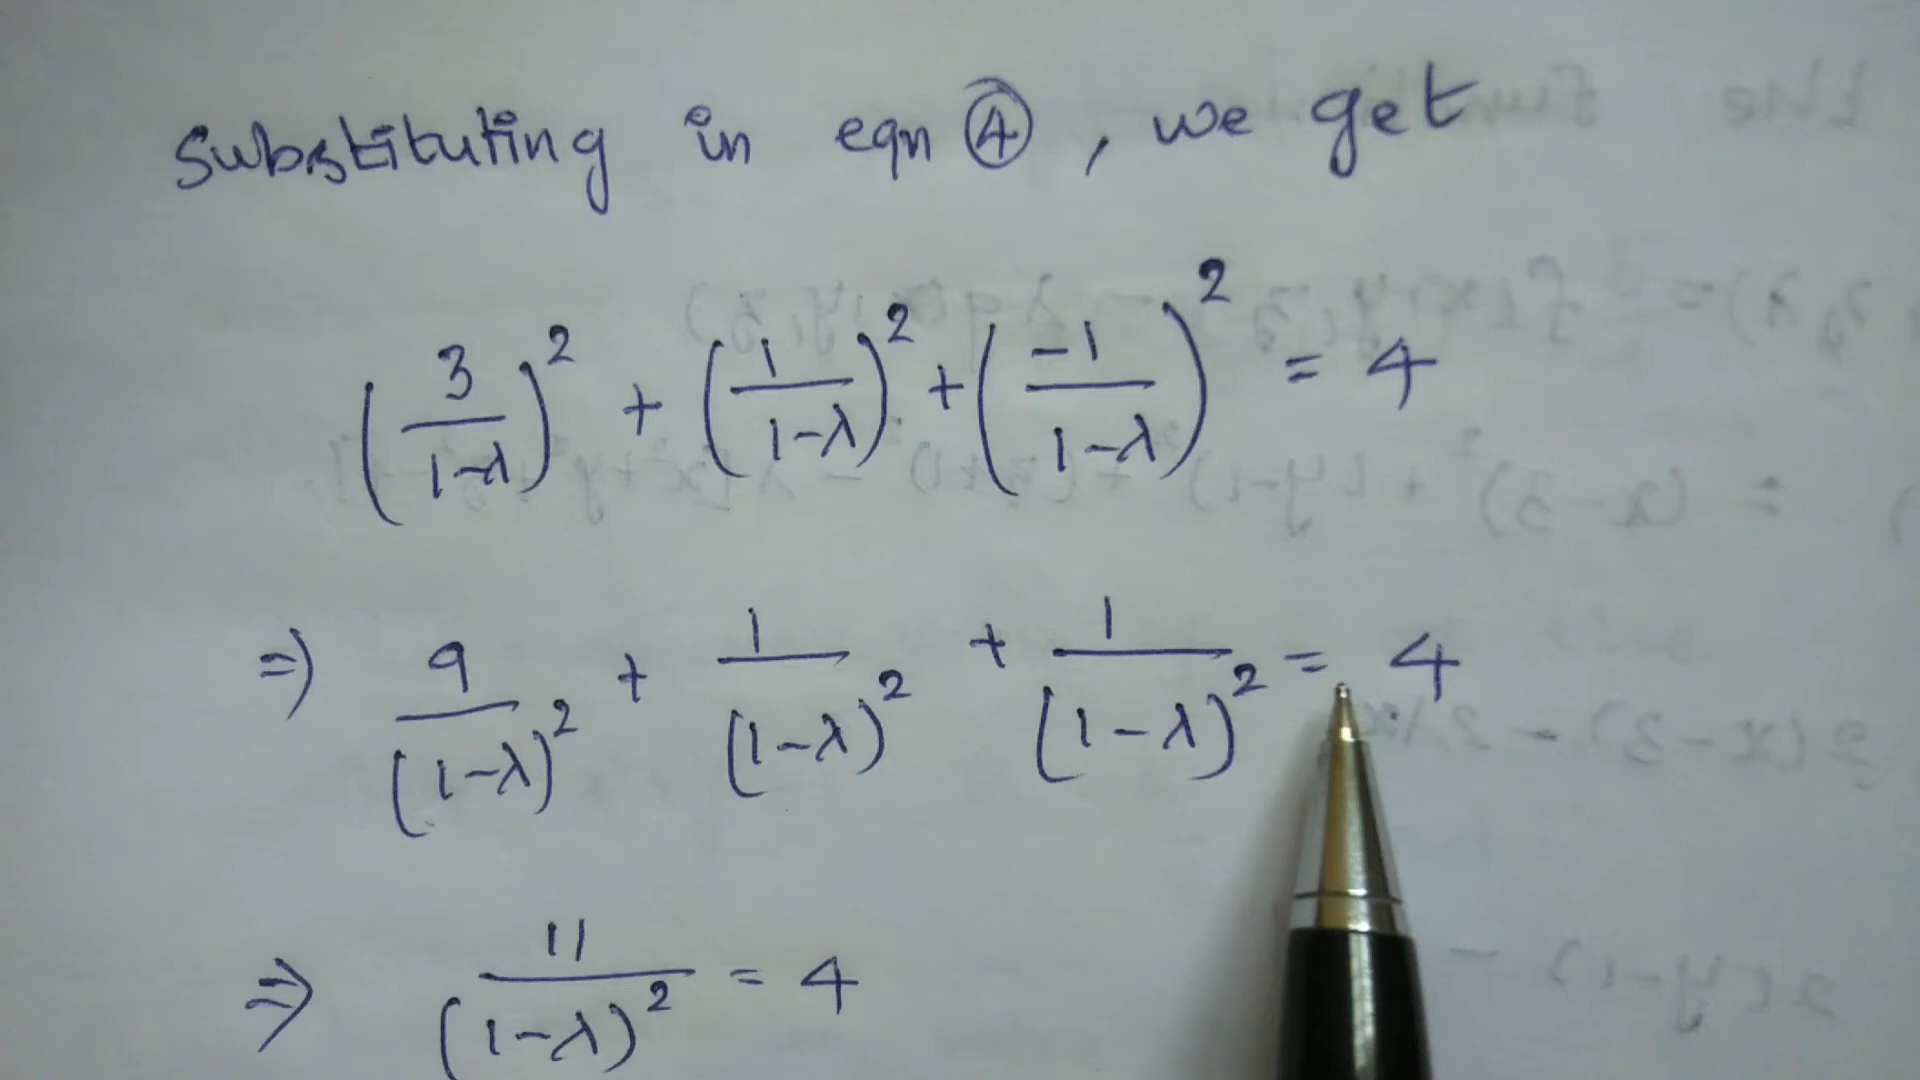 Substituting in eqn ④, we get
(3/(1-λ))² + (1/(1-λ))² + (-1/(1-λ))² = 4
⇒ 9/(1-λ)² + 1/(1-λ)² + 1/(1-λ)² = 4
⇒ 11/(1-λ)² = 4